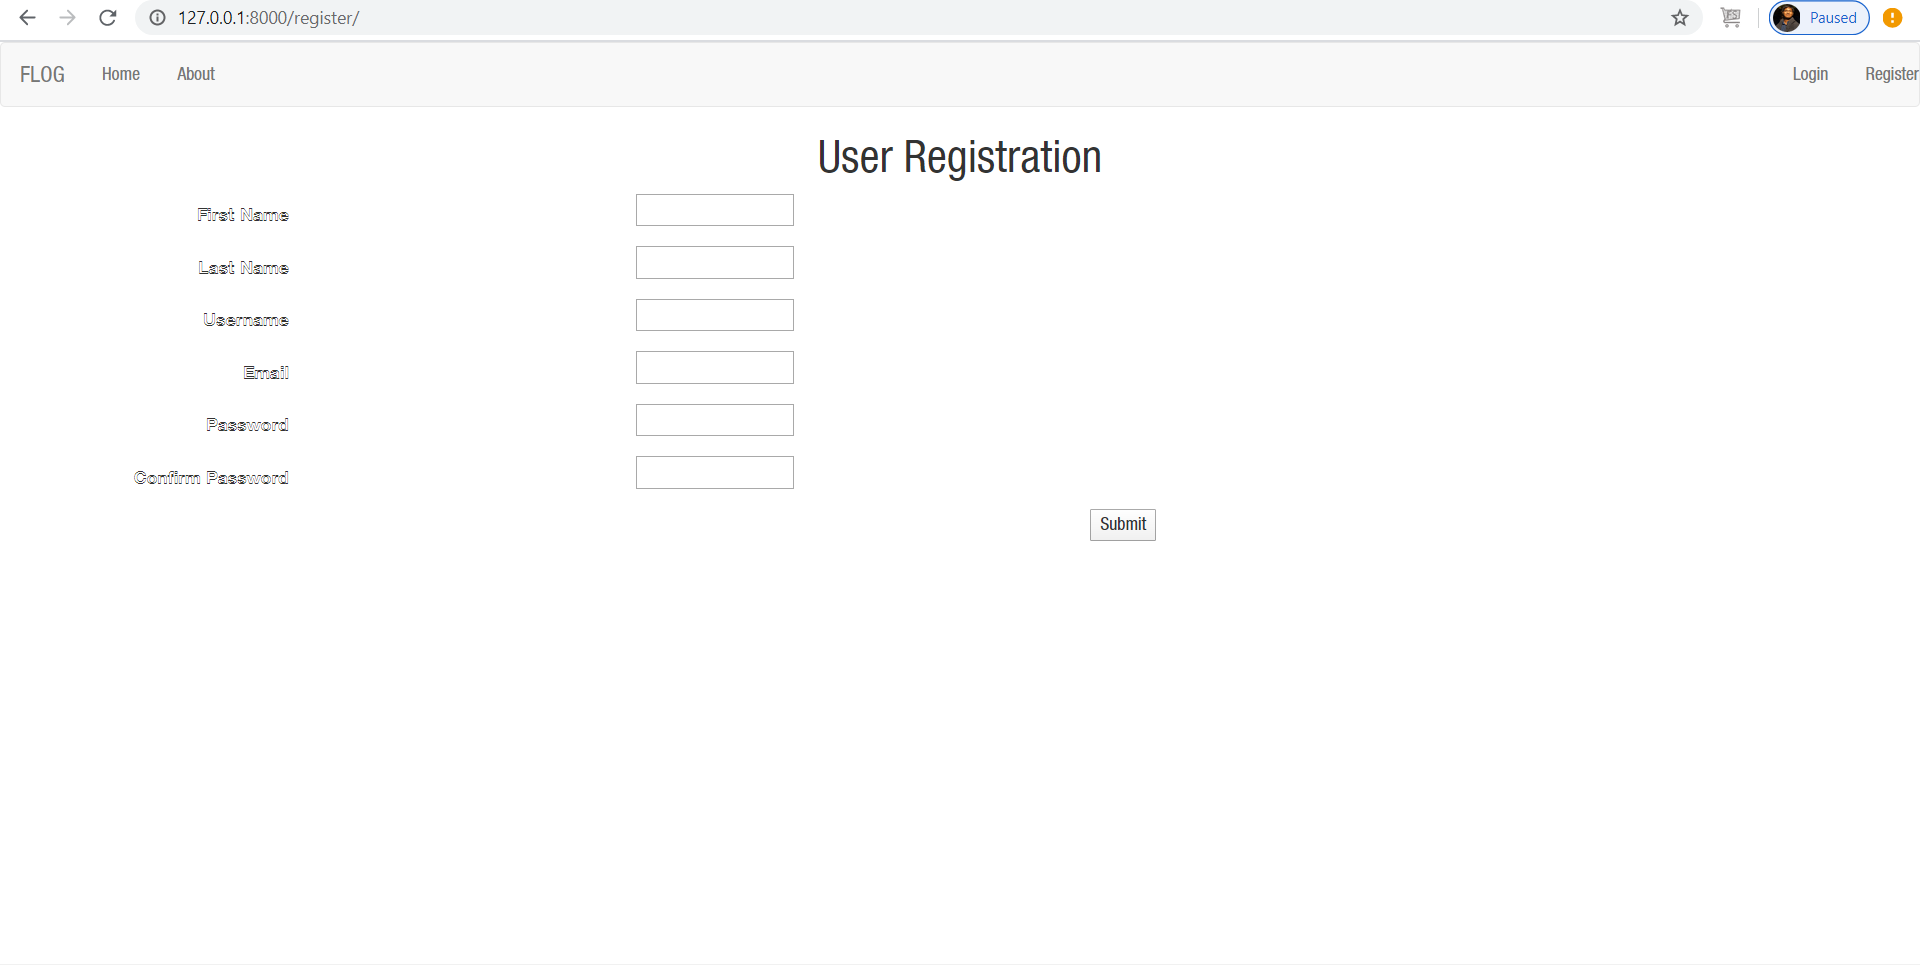 127.0.0.1:8000/register/
Paused
FLOG Home About Login Register
User Registration
First Name
Last Name
Username
Email
Password
Confirm Password
Submit